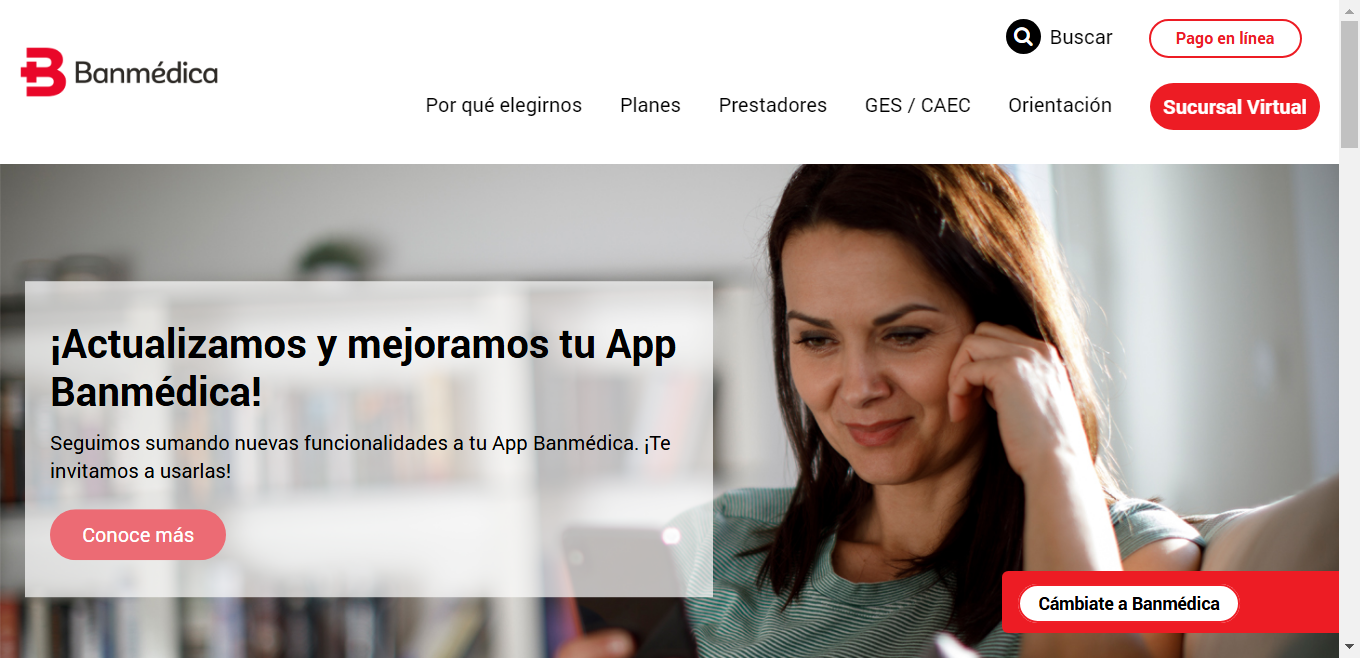 Banmédica
Buscar
Pago en línea
Por qué elegirnos
Planes
Prestadores
GES / CAEC
Orientación
Sucursal Virtual
¡Actualizamos y mejoramos tu App
Banmédica!
Seguimos sumando nuevas funcionalidades a tu App Banmédica. ¡Te
invitamos a usarlas!
Conoce más
Cámbiate a Banmédica